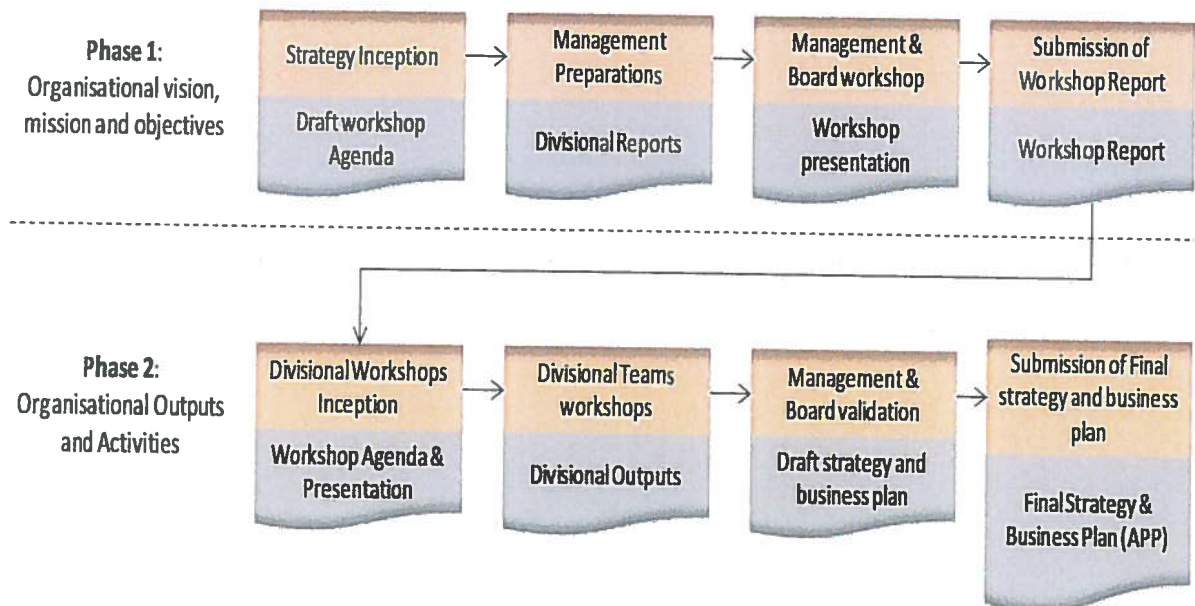 Phase 1:
Organisational vision,
mission and objectives
Strategy Inception
Draft workshop
Agenda
Management
Preparations
Divisional Reports
Management &
Board workshop
Workshop
presentation
Submission of
Workshop Report
Workshop Report
Phase 2:
Organisational Outputs
and Activities
Divisional Workshops
Inception
Workshop Agenda &
Presentation
Divisional Teams
workshops
Divisional Outputs
Management &
Board validation
Draft strategy and
business plan
Submission of Final
strategy and business
plan
Final Strategy &
Business Plan (APP)